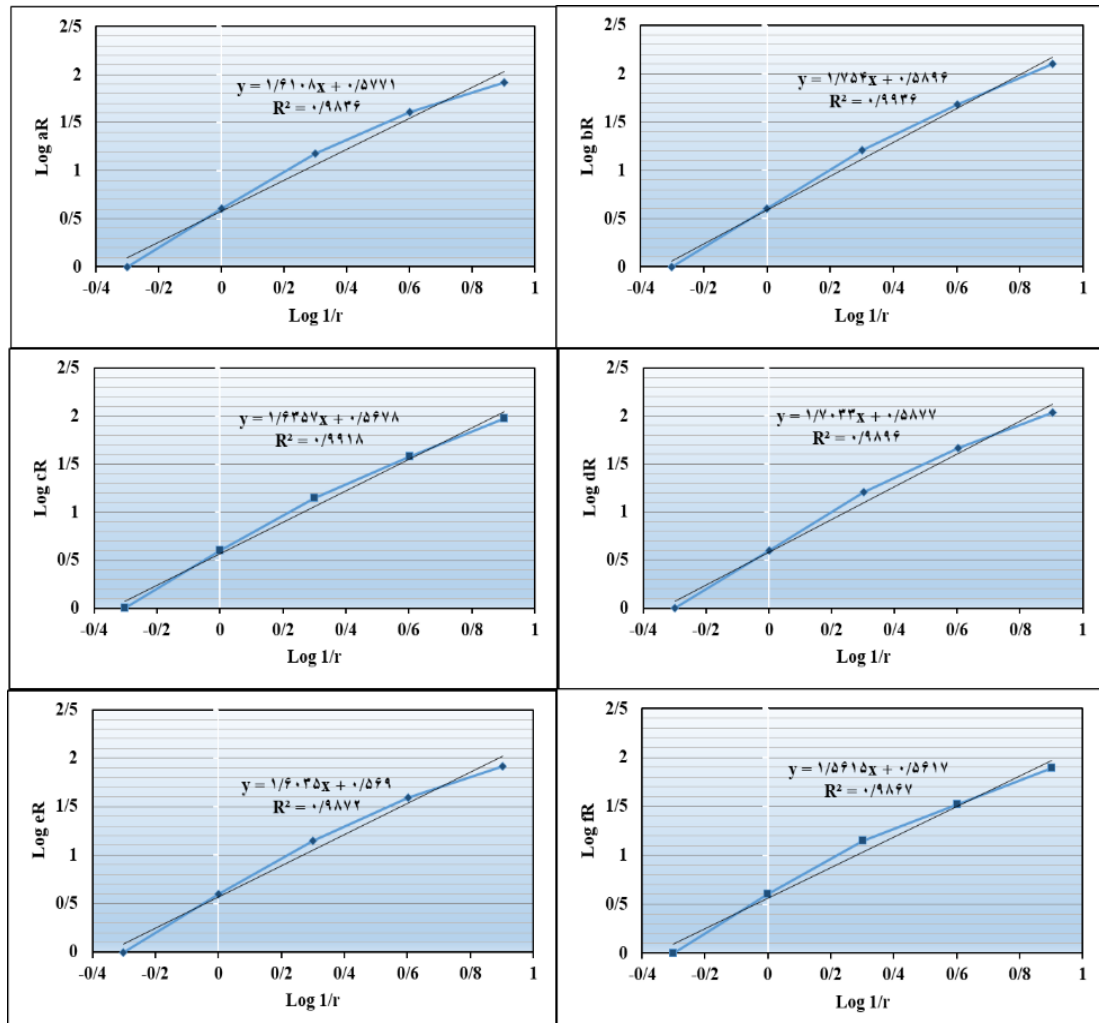 Log aR
2/5
2
1/5
1
0/5
0
y = ۱/۶۱۰۸x + ۰/۵۷۷۱
R² = ۰/۹۸۳۶
-0/4 -0/2 0 0/2 0/4 0/6 0/8 1
Log 1/r
Log bR
2/5
2
1/5
1
0/5
0
y = ۱/۷۵۴x + ۰/۵۸۹۶
R² = ۰/۹۹۳۶
-0/4 -0/2 0 0/2 0/4 0/6 0/8 1
Log 1/r
Log cR
2/5
2
1/5
1
0/5
0
y = ۱/۶۳۵۷x + ۰/۵۶۷۸
R² = ۰/۹۹۱۸
-0/4 -0/2 0 0/2 0/4 0/6 0/8 1
Log 1/r
Log dR
2/5
2
1/5
1
0/5
0
y = ۱/۷۰۳۳x + ۰/۵۸۷۷
R² = ۰/۹۸۹۶
-0/4 -0/2 0 0/2 0/4 0/6 0/8 1
Log 1/r
Log eR
2/5
2
1/5
1
0/5
0
y = ۱/۶۰۳۵x + ۰/۵۶۹
R² = ۰/۹۸۷۲
-0/4 -0/2 0 0/2 0/4 0/6 0/8 1
Log 1/r
Log fR
2/5
2
1/5
1
0/5
0
y = ۱/۵۶۱۵x + ۰/۵۶۱۷
R² = ۰/۹۸۶۷
-0/4 -0/2 0 0/2 0/4 0/6 0/8 1
Log 1/r